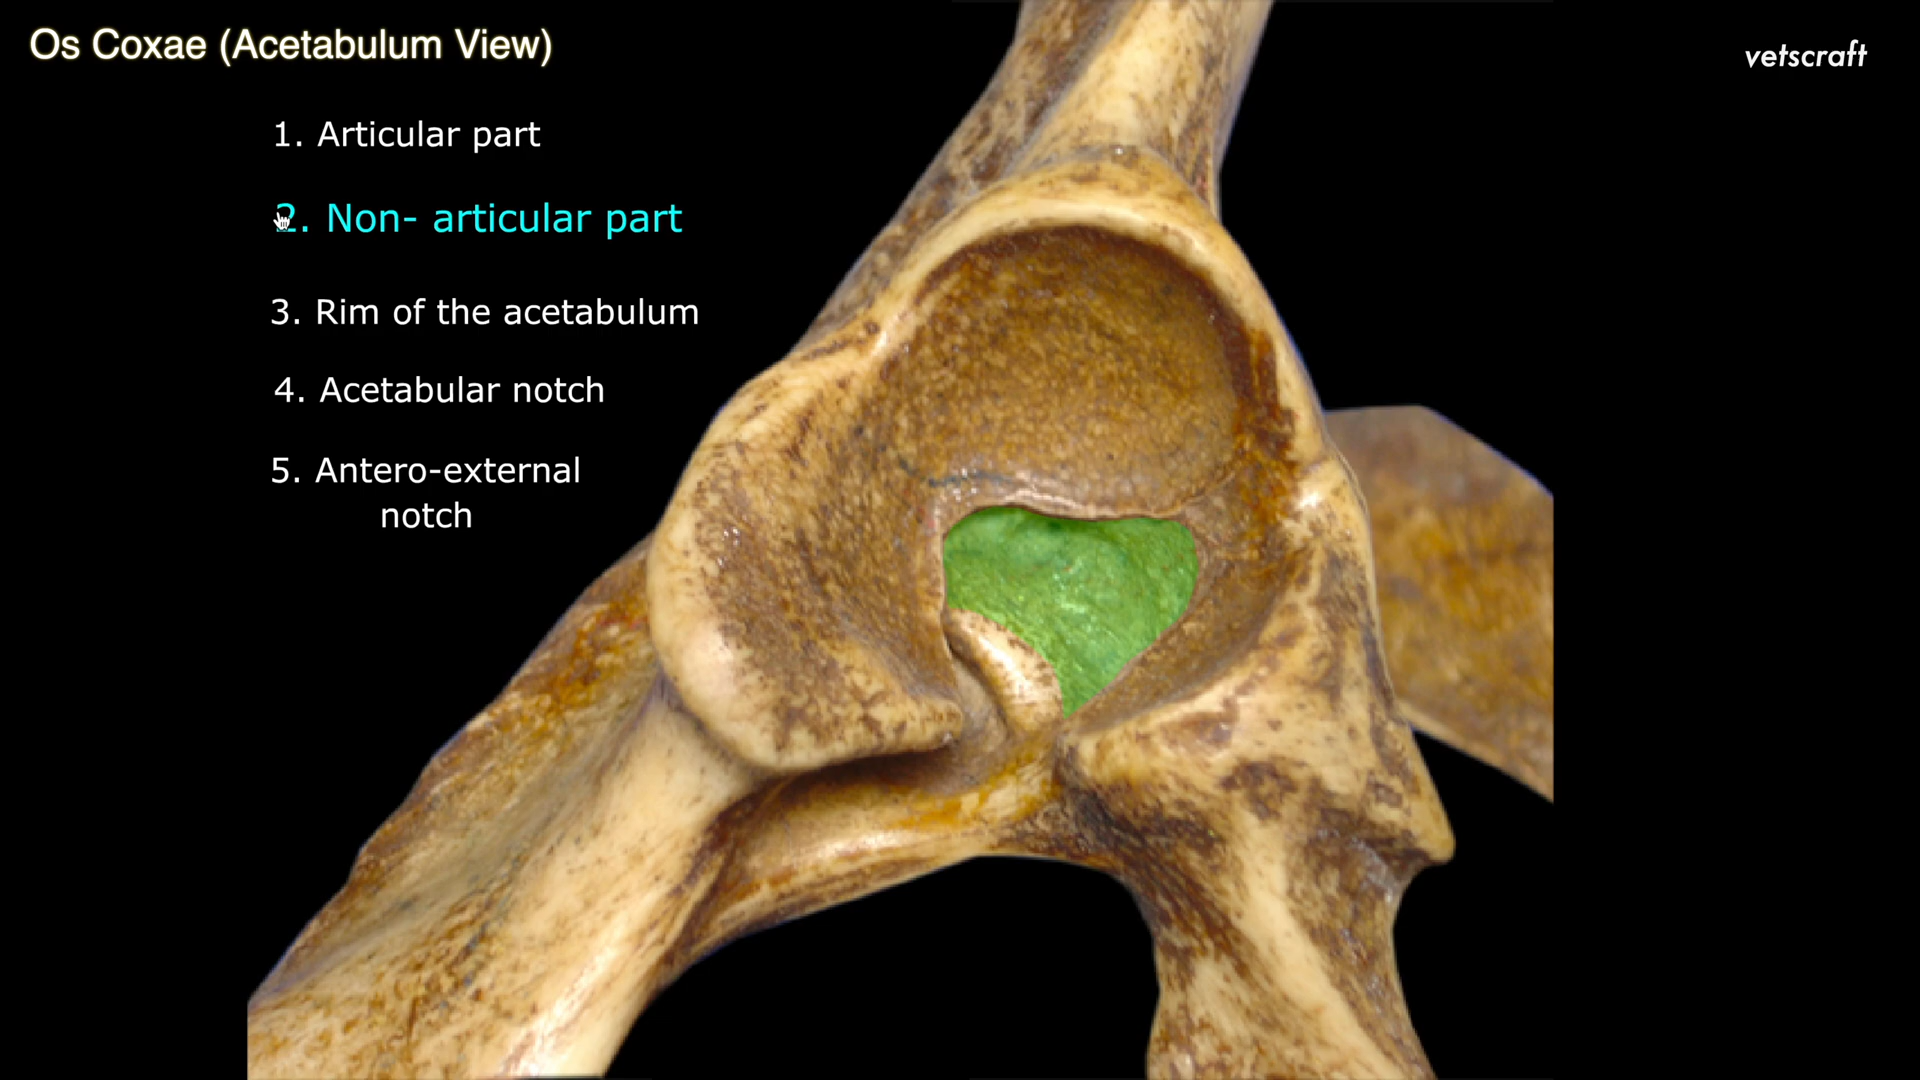 Os Coxae (Acetabulum View)
vetscraft
1. Articular part
2. Non- articular part
3. Rim of the acetabulum
4. Acetabular notch
5. Antero-external
notch